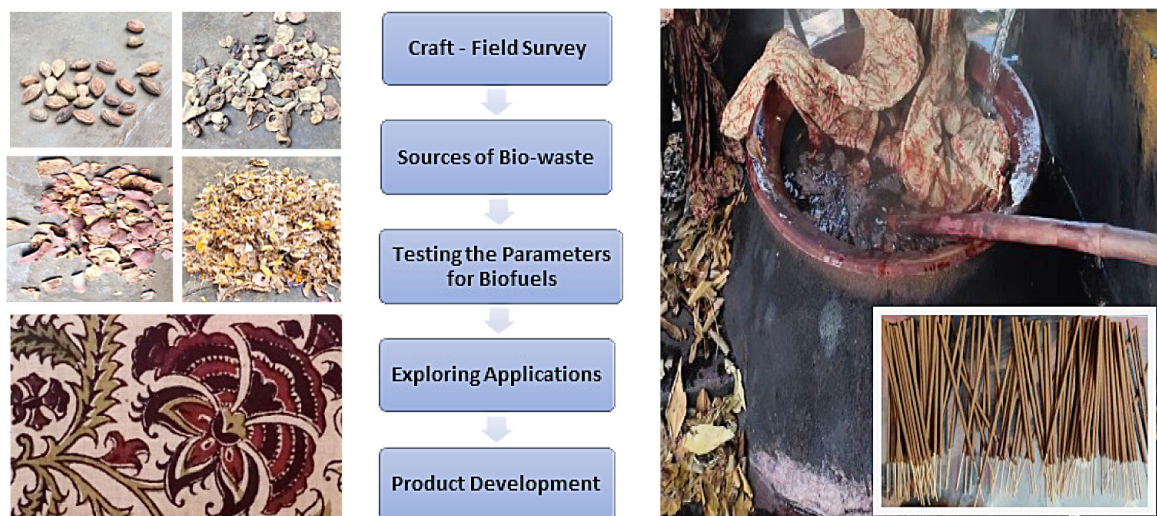 Craft - Field Survey
Sources of Bio-waste
Testing the Parameters
for Biofuels
Exploring Applications
Product Development